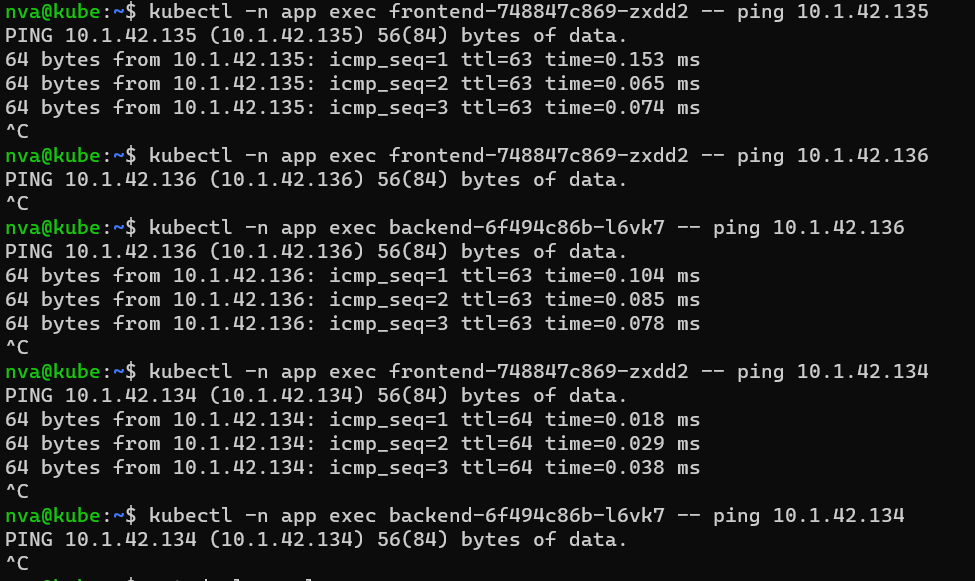 nva@kube:~$ kubectl -n app exec frontend-748847c869-zxdd2 -- ping 10.1.42.135
PING 10.1.42.135 (10.1.42.135) 56(84) bytes of data.
64 bytes from 10.1.42.135: icmp_seq=1 ttl=63 time=0.153 ms
64 bytes from 10.1.42.135: icmp_seq=2 ttl=63 time=0.065 ms
64 bytes from 10.1.42.135: icmp_seq=3 ttl=63 time=0.074 ms
^C
nva@kube:~$ kubectl -n app exec frontend-748847c869-zxdd2 -- ping 10.1.42.136
PING 10.1.42.136 (10.1.42.136) 56(84) bytes of data.
^C
nva@kube:~$ kubectl -n app exec backend-6f494c86b-l6vk7 -- ping 10.1.42.136
PING 10.1.42.136 (10.1.42.136) 56(84) bytes of data.
64 bytes from 10.1.42.136: icmp_seq=1 ttl=63 time=0.104 ms
64 bytes from 10.1.42.136: icmp_seq=2 ttl=63 time=0.085 ms
64 bytes from 10.1.42.136: icmp_seq=3 ttl=63 time=0.078 ms
^C
nva@kube:~$ kubectl -n app exec frontend-748847c869-zxdd2 -- ping 10.1.42.134
PING 10.1.42.134 (10.1.42.134) 56(84) bytes of data.
64 bytes from 10.1.42.134: icmp_seq=1 ttl=64 time=0.018 ms
64 bytes from 10.1.42.134: icmp_seq=2 ttl=64 time=0.029 ms
64 bytes from 10.1.42.134: icmp_seq=3 ttl=64 time=0.038 ms
^C
nva@kube:~$ kubectl -n app exec backend-6f494c86b-l6vk7 -- ping 10.1.42.134
PING 10.1.42.134 (10.1.42.134) 56(84) bytes of data.
^C